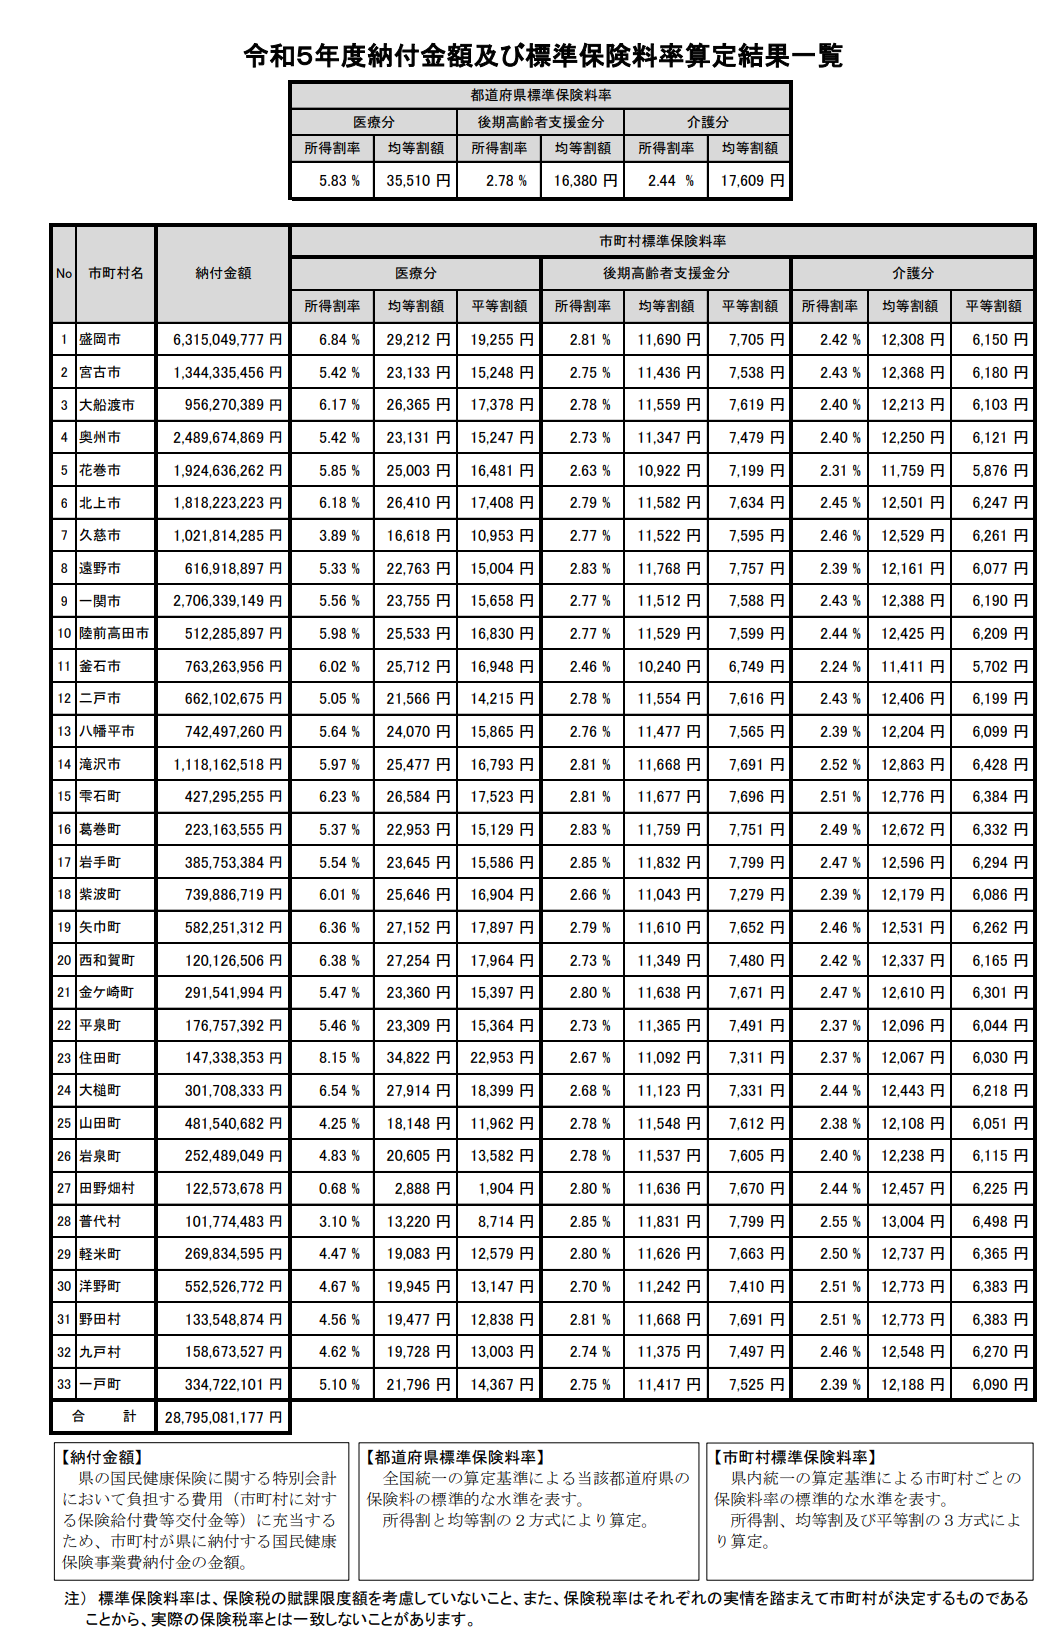 令和5年度納付金額及び標準保険料率算定結果一覧
都道府県標準保険料率
医療分 後期高齢者支援金分 介護分
所得割率 均等割額 所得割率 均等割額 所得割率 均等割額
5.83 % 35,510 円 2.78 % 16,380 円 2.44 % 17,609 円
市町村標準保険料率
No 市町村名 納付金額 医療分 後期高齢者支援金分 介護分
所得割率 均等割額 平等割額 所得割率 均等割額 平等割額 所得割率 均等割額 平等割額
1 盛岡市 6,315,049,777 円 6.84 % 29,212 円 19,255 円 2.81 % 11,690 円 7,705 円 2.42 % 12,308 円 6,150 円
2 宮古市 1,344,335,456 円 5.42 % 23,133 円 15,248 円 2.75 % 11,436 円 7,538 円 2.43 % 12,368 円 6,180 円
3 大船渡市 956,270,389 円 6.17 % 26,365 円 17,378 円 2.78 % 11,559 円 7,619 円 2.40 % 12,213 円 6,103 円
4 奥州市 2,489,674,869 円 5.42 % 23,131 円 15,247 円 2.73 % 11,347 円 7,479 円 2.40 % 12,250 円 6,121 円
5 花巻市 1,924,636,262 円 5.85 % 25,003 円 16,481 円 2.63 % 10,922 円 7,199 円 2.31 % 11,759 円 5,876 円
6 北上市 1,818,223,223 円 6.18 % 26,410 円 17,408 円 2.79 % 11,582 円 7,634 円 2.45 % 12,501 円 6,247 円
7 久慈市 1,021,814,285 円 3.89 % 16,618 円 10,953 円 2.77 % 11,522 円 7,595 円 2.46 % 12,529 円 6,261 円
8 遠野市 616,918,897 円 5.33 % 22,763 円 15,004 円 2.83 % 11,768 円 7,757 円 2.39 % 12,161 円 6,077 円
9 一関市 2,706,339,149 円 5.56 % 23,755 円 15,658 円 2.77 % 11,512 円 7,588 円 2.43 % 12,388 円 6,190 円
10 陸前高田市 512,285,897 円 5.98 % 25,533 円 16,830 円 2.77 % 11,529 円 7,599 円 2.44 % 12,425 円 6,209 円
11 釜石市 763,263,956 円 6.02 % 25,712 円 16,948 円 2.46 % 10,240 円 6,749 円 2.24 % 11,411 円 5,702 円
12 二戸市 662,102,675 円 5.05 % 21,566 円 14,215 円 2.78 % 11,554 円 7,616 円 2.43 % 12,406 円 6,199 円
13 八幡平市 742,497,260 円 5.64 % 24,070 円 15,865 円 2.76 % 11,477 円 7,565 円 2.39 % 12,204 円 6,099 円
14 滝沢市 1,118,162,518 円 5.97 % 25,477 円 16,793 円 2.81 % 11,668 円 7,691 円 2.52 % 12,863 円 6,428 円
15 雫石町 427,295,255 円 6.23 % 26,584 円 17,523 円 2.81 % 11,677 円 7,696 円 2.51 % 12,776 円 6,384 円
16 葛巻町 223,163,555 円 5.37 % 22,953 円 15,129 円 2.83 % 11,759 円 7,751 円 2.49 % 12,672 円 6,332 円
17 岩手町 385,753,384 円 5.54 % 23,645 円 15,586 円 2.85 % 11,832 円 7,799 円 2.47 % 12,596 円 6,294 円
18 紫波町 739,886,719 円 6.01 % 25,646 円 16,904 円 2.66 % 11,043 円 7,279 円 2.39 % 12,179 円 6,086 円
19 矢巾町 582,251,312 円 6.36 % 27,152 円 17,897 円 2.79 % 11,610 円 7,652 円 2.46 % 12,531 円 6,262 円
20 西和賀町 120,126,506 円 6.38 % 27,254 円 17,964 円 2.73 % 11,349 円 7,480 円 2.42 % 12,337 円 6,165 円
21 金ケ崎町 291,541,994 円 5.47 % 23,360 円 15,397 円 2.80 % 11,638 円 7,671 円 2.47 % 12,610 円 6,301 円
22 平泉町 176,757,392 円 5.46 % 23,309 円 15,364 円 2.73 % 11,365 円 7,491 円 2.37 % 12,096 円 6,044 円
23 住田町 147,338,353 円 8.15 % 34,822 円 22,953 円 2.67 % 11,092 円 7,311 円 2.37 % 12,067 円 6,030 円
24 大槌町 301,708,333 円 6.54 % 27,914 円 18,399 円 2.68 % 11,123 円 7,331 円 2.44 % 12,443 円 6,218 円
25 山田町 481,540,682 円 4.25 % 18,148 円 11,962 円 2.78 % 11,548 円 7,612 円 2.38 % 12,108 円 6,051 円
26 岩泉町 252,489,049 円 4.83 % 20,605 円 13,582 円 2.78 % 11,537 円 7,605 円 2.40 % 12,238 円 6,115 円
27 田野畑村 122,573,678 円 0.68 % 2,888 円 1,904 円 2.80 % 11,636 円 7,670 円 2.44 % 12,457 円 6,225 円
28 普代村 101,774,483 円 3.10 % 13,220 円 8,714 円 2.85 % 11,831 円 7,799 円 2.55 % 13,004 円 6,498 円
29 軽米町 269,834,595 円 4.47 % 19,083 円 12,579 円 2.80 % 11,626 円 7,663 円 2.50 % 12,737 円 6,365 円
30 洋野町 552,526,772 円 4.67 % 19,945 円 13,147 円 2.70 % 11,242 円 7,410 円 2.51 % 12,773 円 6,383 円
31 野田村 133,548,874 円 4.56 % 19,477 円 12,838 円 2.81 % 11,668 円 7,691 円 2.51 % 12,773 円 6,383 円
32 九戸村 158,673,527 円 4.62 % 19,728 円 13,003 円 2.74 % 11,375 円 7,497 円 2.46 % 12,548 円 6,270 円
33 一戸町 334,722,101 円 5.10 % 21,796 円 14,367 円 2.75 % 11,417 円 7,525 円 2.39 % 12,188 円 6,090 円
合 計 28,795,081,177 円
【納付金額】
県の国民健康保険に関する特別会計
において負担する費用（市町村に対す
る保険給付費等交付金等）に充当する
ため、市町村が県に納付する国民健康
保険事業費納付金の金額。
【都道府県標準保険料率】
全国統一の算定基準による当該都道府県の
保険料の標準的な水準を表す。
所得割と均等割の２方式により算定。
【市町村標準保険料率】
県内統一の算定基準による市町村ごとの
保険料率の標準的な水準を表す。
所得割、均等割及び平等割の３方式によ
り算定。
注） 標準保険料率は、保険税の賦課限度額を考慮していないこと、また、保険税率はそれぞれの実情を踏まえて市町村が決定するものである
ことから、実際の保険税率とは一致しないことがあります。